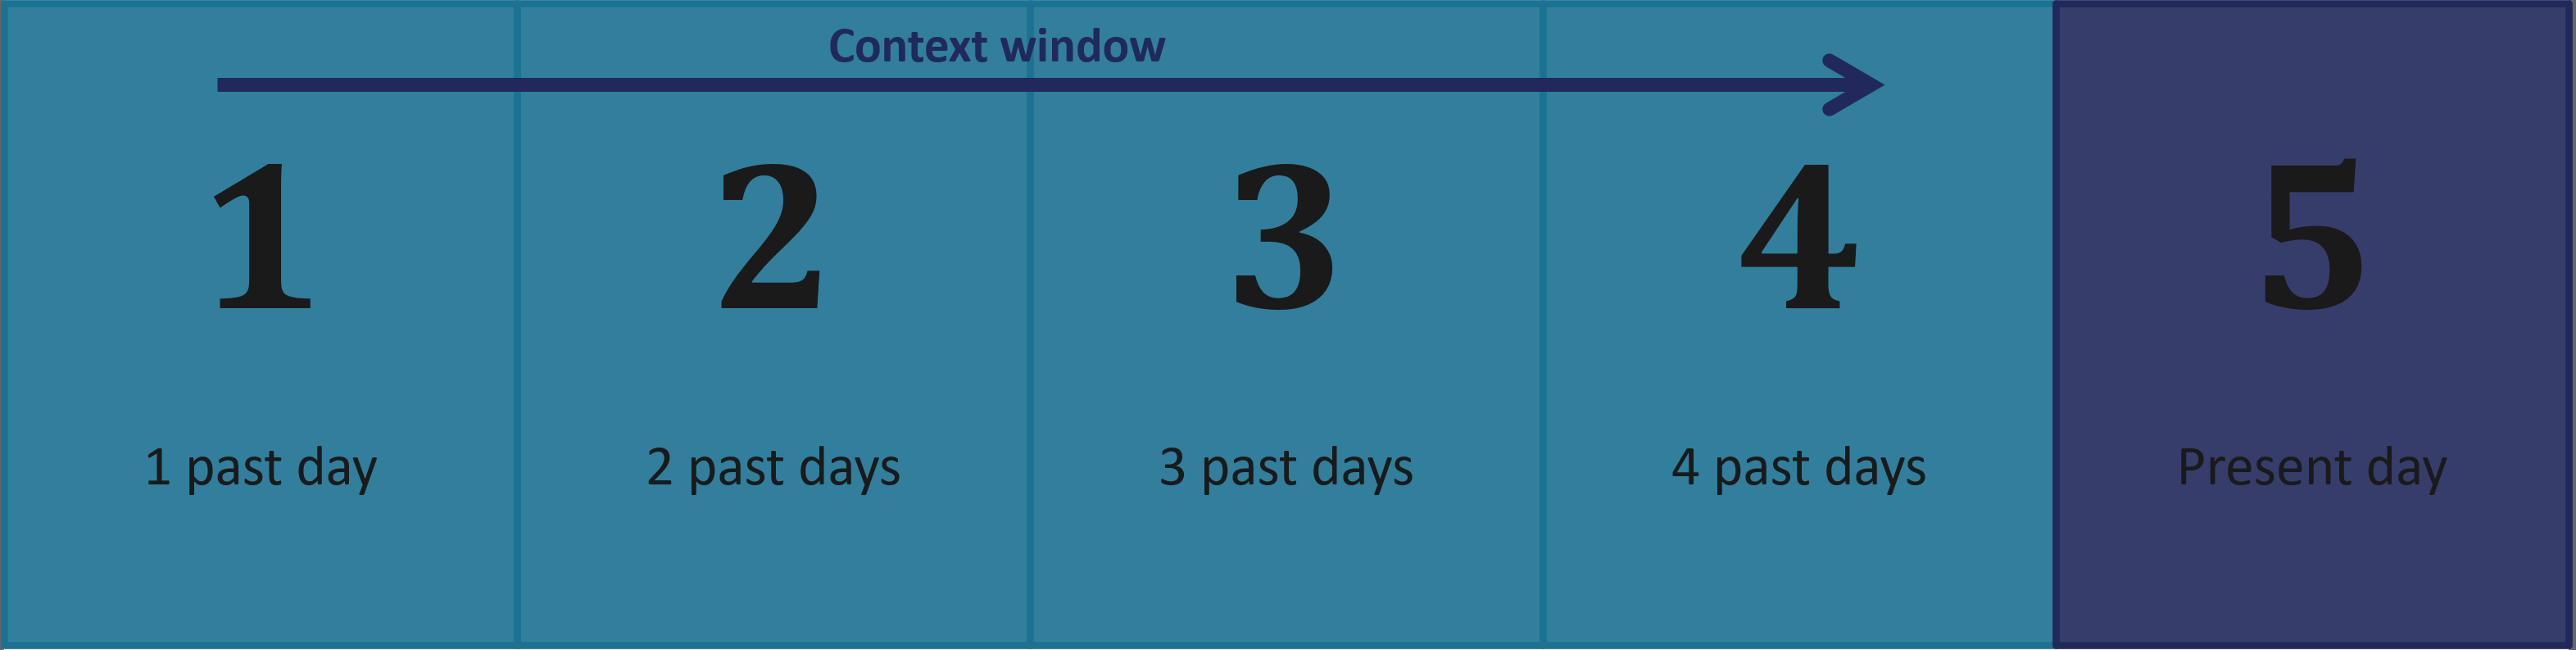 Context window
1
2
3
4
5
1 past day
2 past days
3 past days
4 past days
Present day